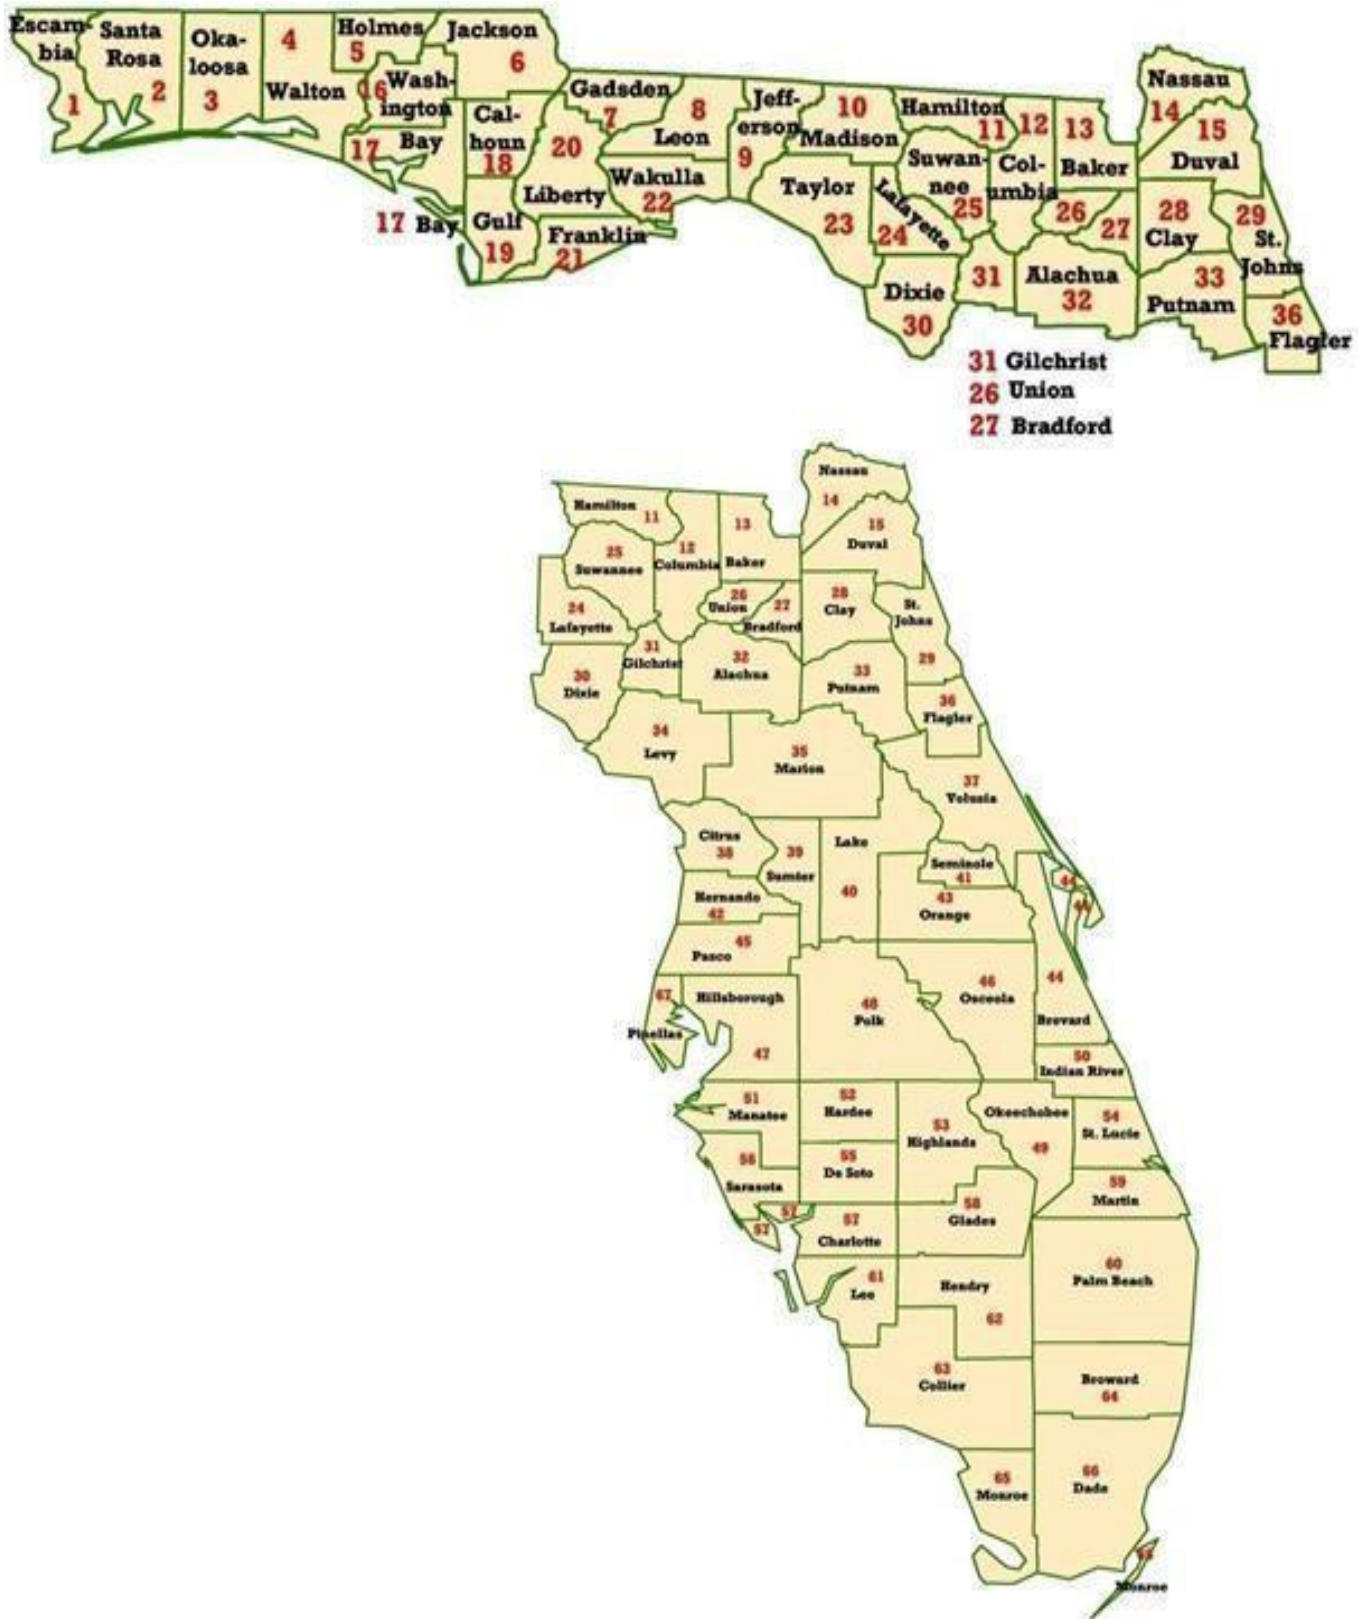 Escam-
bia
1
Santa
Rosa
2
Oka-
loosa
3
4
Walton
Holmes
5
Jackson
6
16
Wash-
ington
17
Bay
17 Bay
Cal-
houn
18
Gulf
19
Gadsden
7
20
Liberty
8
Leon
Wakulla
22
Franklin
21
Jeff-
erson
9
10
Madison
Taylor
23
Hamilton
11
Suwan-
nee
25
Lafayette
24
12
Col-
umbia
13
Baker
26
27
Nassau
14
15
Duval
28
Clay
29
St.
Johns
Dixie
30
31
Alachua
32
33
Putnam
36
Flagler
31 Gilchrist
26 Union
27 Bradford
Nassau
14
Hamilton
11
15
Duval
13
Baker
12
Columbia
25
Suwannee
26
Union
27
Bradford
28
Clay
St.
Johns
29
24
Lafayette
31
Gilchrist
32
Alachua
33
Putnam
30
Dixie
36
Flagler
34
Levy
35
Marion
37
Volusia
Citrus
38
39
Sumter
Lake
40
Seminole
41
44
44
Hernando
42
43
Orange
45
Pasco
67
Pinellas
Hillsborough
47
48
Polk
46
Osceola
44
Brevard
50
Indian River
51
Manatee
52
Hardee
53
Highlands
Okeechobee
49
54
St. Lucie
56
Sarasota
55
De Soto
59
Martin
57
57
57
Charlotte
58
Glades
61
Lee
Hendry
62
60
Palm Beach
63
Collier
Broward
64
65
Monroe
66
Dade
Monroe